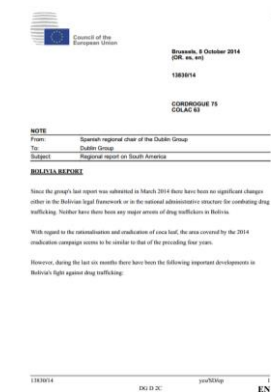 Council of the
European Union
Brussels, 8 October 2014
(OR. es, en)
13830/14
CORDROGUE 75
COLAC 63
NOTE
From: Spanish regional chair of the Dublin Group
To: Dublin Group
Subject: Regional report on South America
BOLIVIA REPORT
Since the group's last report was submitted in March 2014 there have been no significant changes
either in the Bolivian legal framework or in the national administrative structure for combating drug
trafficking. Neither have there been any major arrests of drug traffickers in Bolivia.
With regard to the rationalisation and eradication of coca leaf, the area covered by the 2014
eradication campaign seems to be similar to that of the preceding four years.
However, during the last six months there have been the following important developments in
Bolivia's fight against drug trafficking:
13830/14 1
DG D 2C EN